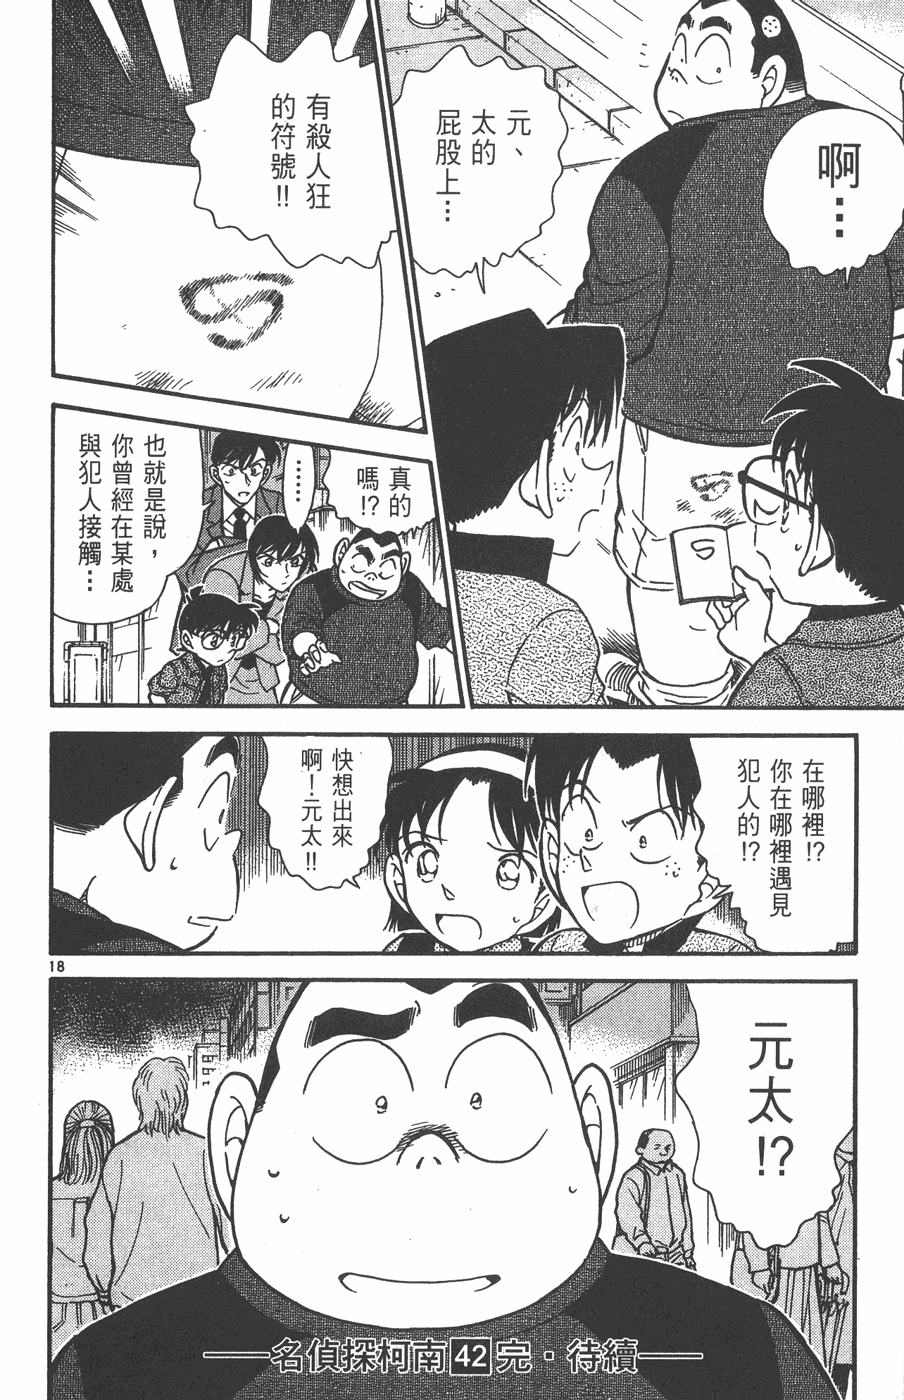 啊…
元、
太的
屁股上…
有殺人狂
的符號!!
真的
嗎!?
……
也就是說，
你曾經在某處
與犯人接觸…
在哪裡!?
你在哪裡遇見
犯人的!?
快想出來
啊！元太!!
18
元太!?
名偵探柯南42完・待續